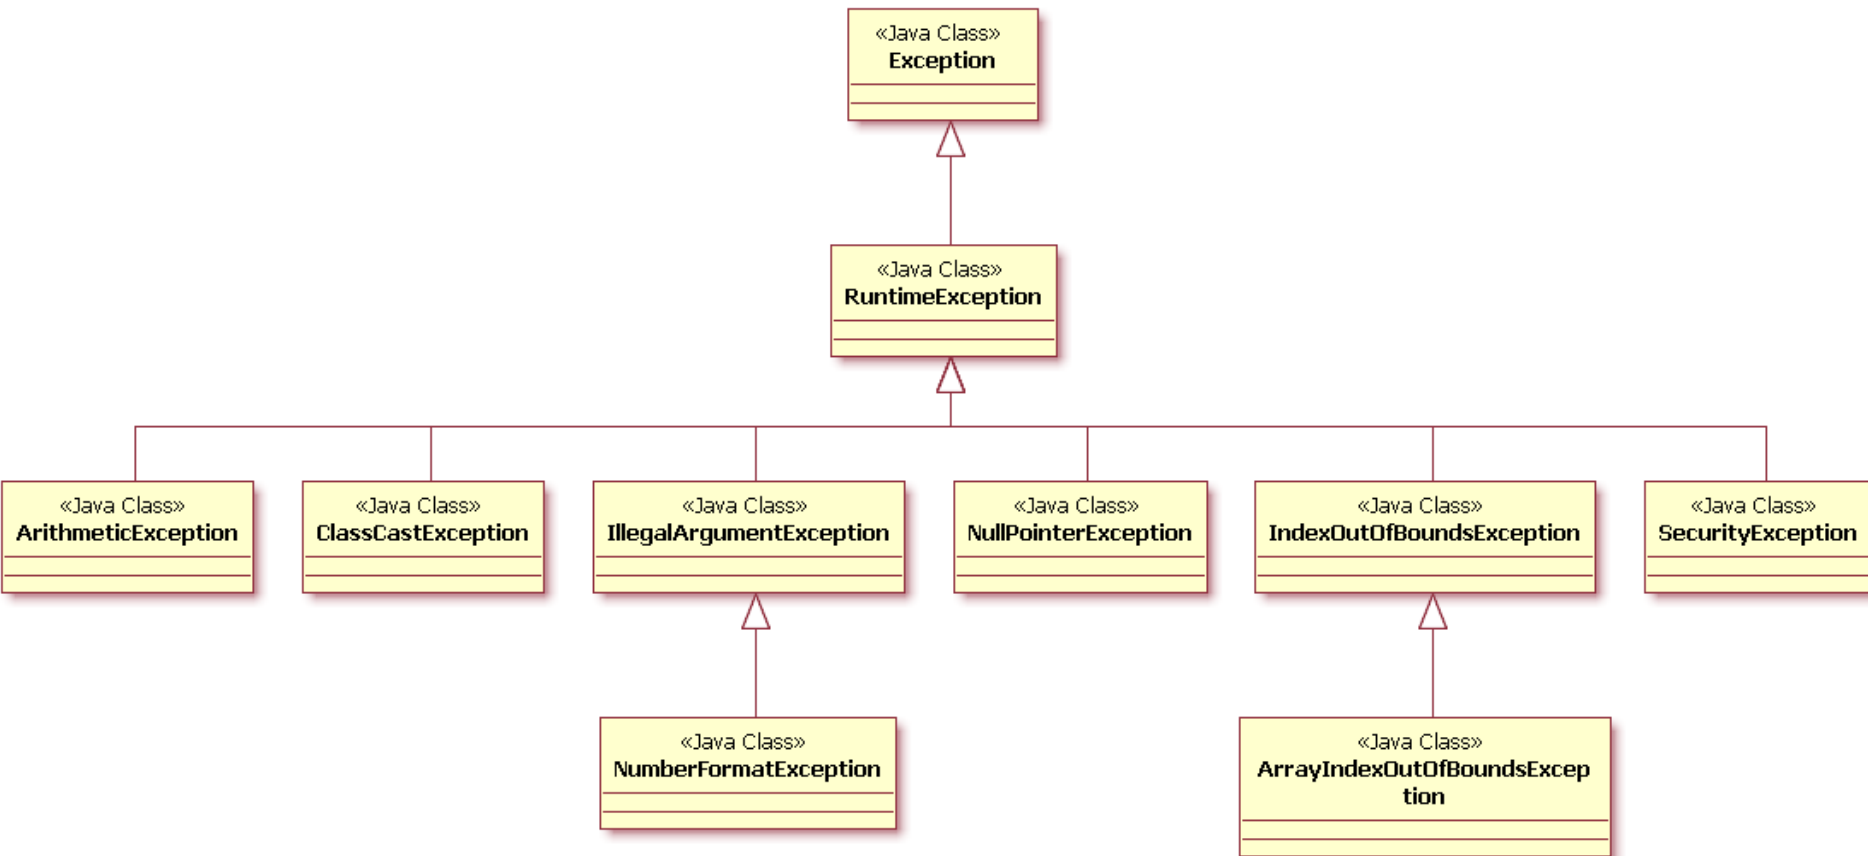 «Java Class»
Exception
«Java Class»
RuntimeException
«Java Class»
ArithmeticException
«Java Class»
ClassCastException
«Java Class»
IllegalArgumentException
«Java Class»
NullPointerException
«Java Class»
IndexOutOfBoundsException
«Java Class»
SecurityException
«Java Class»
NumberFormatException
«Java Class»
ArrayIndexOutOfBoundsExcep
tion